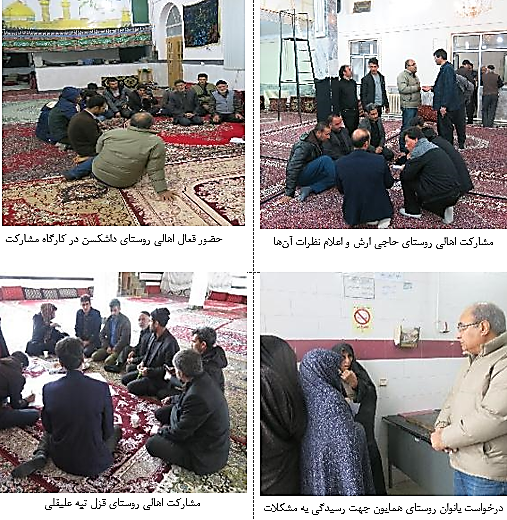 مشارکت اهالی روستای حاجی ارش و اعلام نظرات آن‌ها
حضور فعال اهالی روستای داشکسن در کارگاه مشارکت
درخواست بانوان روستای همایون جهت رسیدگی به مشکلات
مشارکت اهالی روستای قزل تپه علیقلی